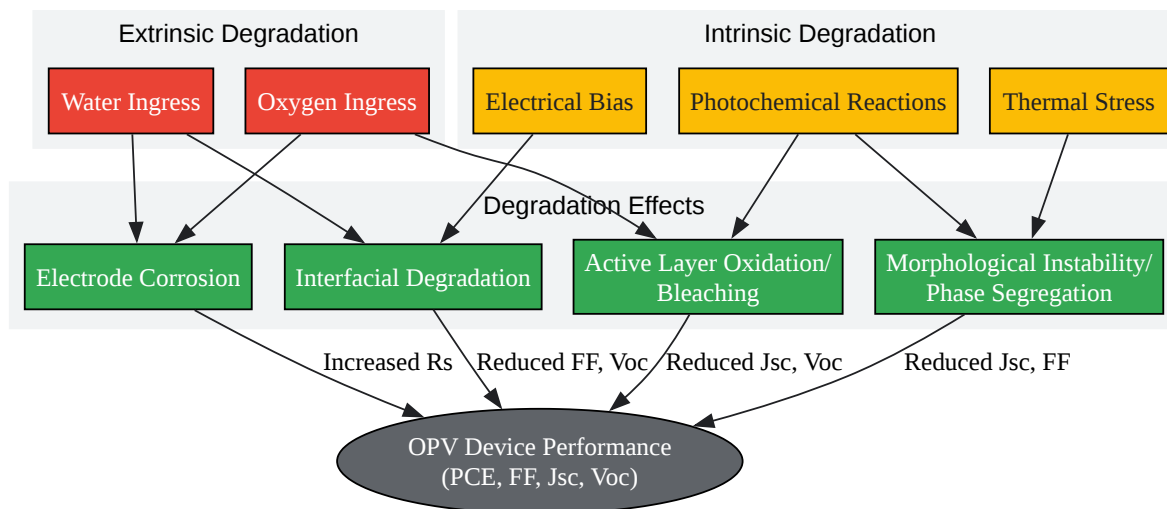 Extrinsic Degradation
Intrinsic Degradation
Water Ingress
Oxygen Ingress
Electrical Bias
Photochemical Reactions
Thermal Stress
Degradation Effects
Electrode Corrosion
Interfacial Degradation
Active Layer Oxidation/
Bleaching
Morphological Instability/
Phase Segregation
Increased Rs
Reduced FF, Voc
Reduced Jsc, Voc
Reduced Jsc, FF
OPV Device Performance
(PCE, FF, Jsc, Voc)